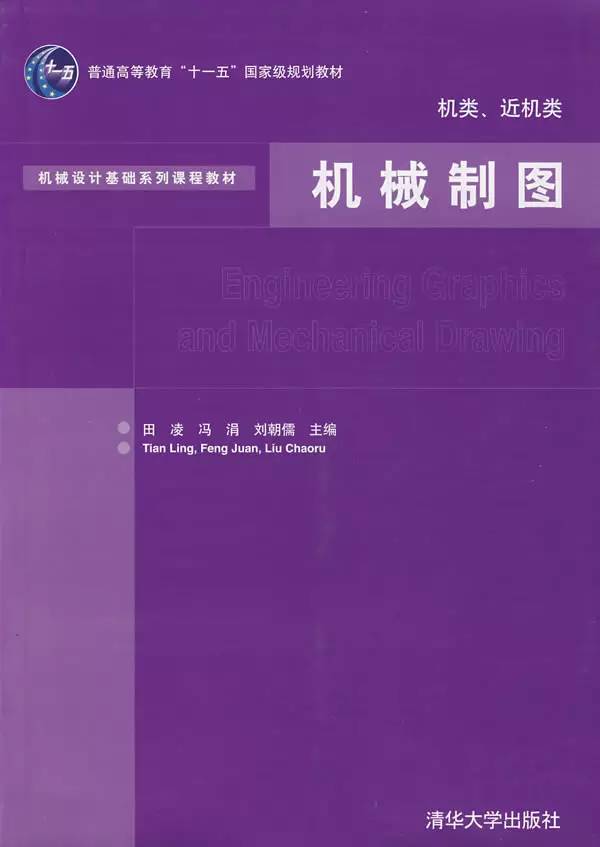 十一五
普通高等教育“十一五”国家级规划教材
机类、近机类
机械设计基础系列课程教材
机械制图
Engineering Graphics
and Mechanical Drawing
田 凌 冯 涓 刘朝儒 主编
Tian Ling, Feng Juan, Liu Chaoru
清华大学出版社